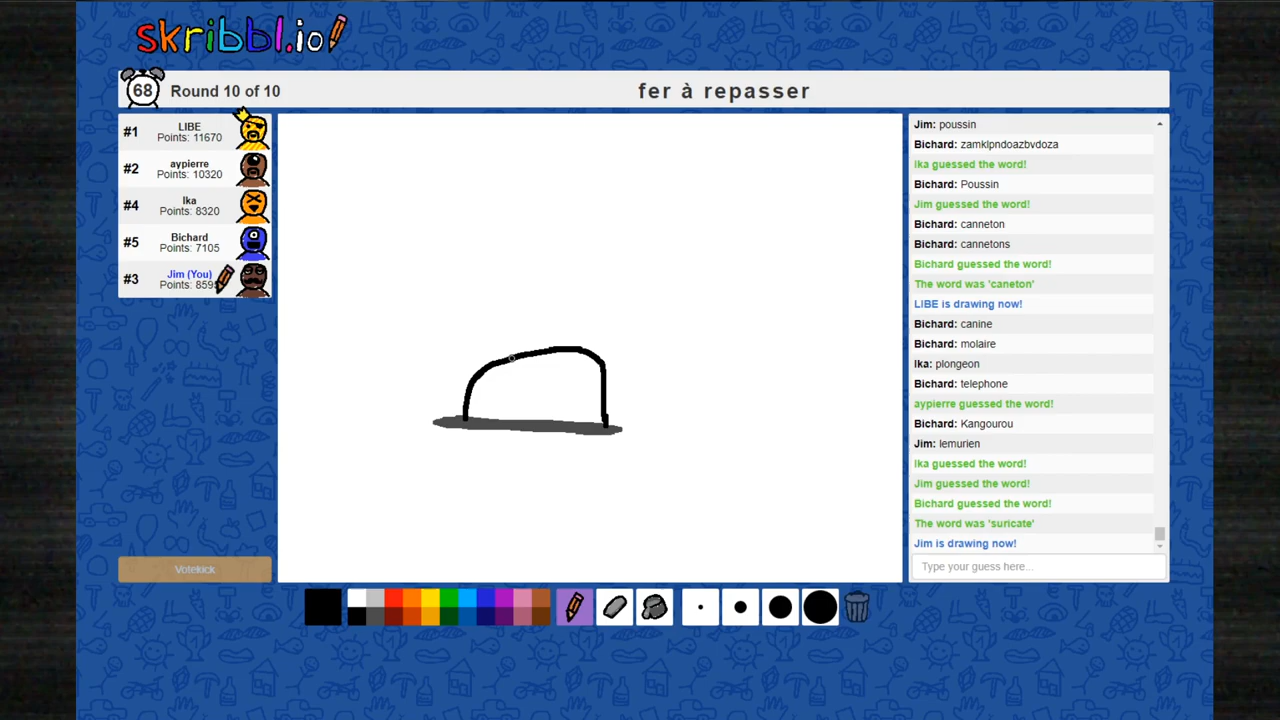 skribbl.io
68
Round 10 of 10
fer à repasser
#1
LIBE
Points: 11670
#2
aypierre
Points: 10320
#4
Ika
Points: 8320
#5
Bichard
Points: 7105
#3
Jim (You)
Points: 859
Votekick
Jim: poussin
Bichard: zamklpndoazbvdoza
Ika guessed the word!
Bichard: Poussin
Jim guessed the word!
Bichard: canneton
Bichard: cannetons
Bichard guessed the word!
The word was 'caneton'
LIBE is drawing now!
Bichard: canine
Bichard: molaire
Ika: plongeon
Bichard: telephone
aypierre guessed the word!
Bichard: Kangourou
Jim: lemurien
Ika guessed the word!
Jim guessed the word!
Bichard guessed the word!
The word was 'suricate'
Jim is drawing now!
Type your guess here...